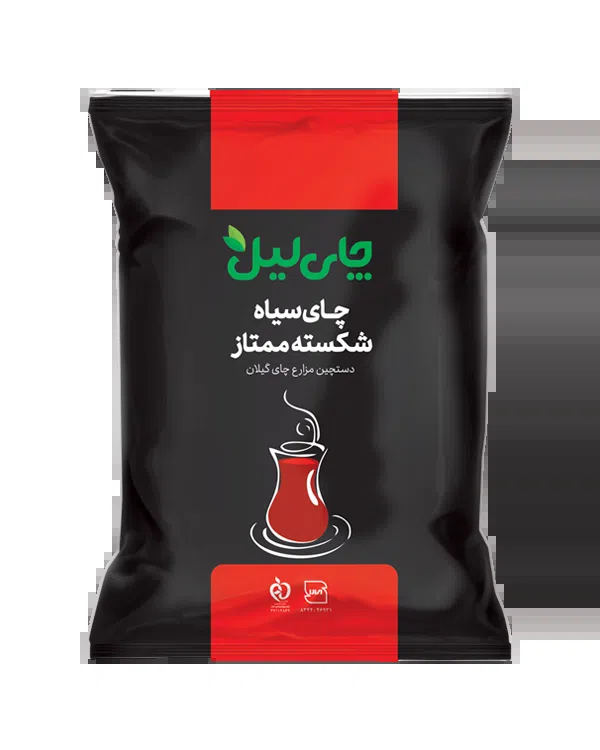 چای لیل
چای سیاه
شکسته ممتاز
دستچین مزارع چای گیلان